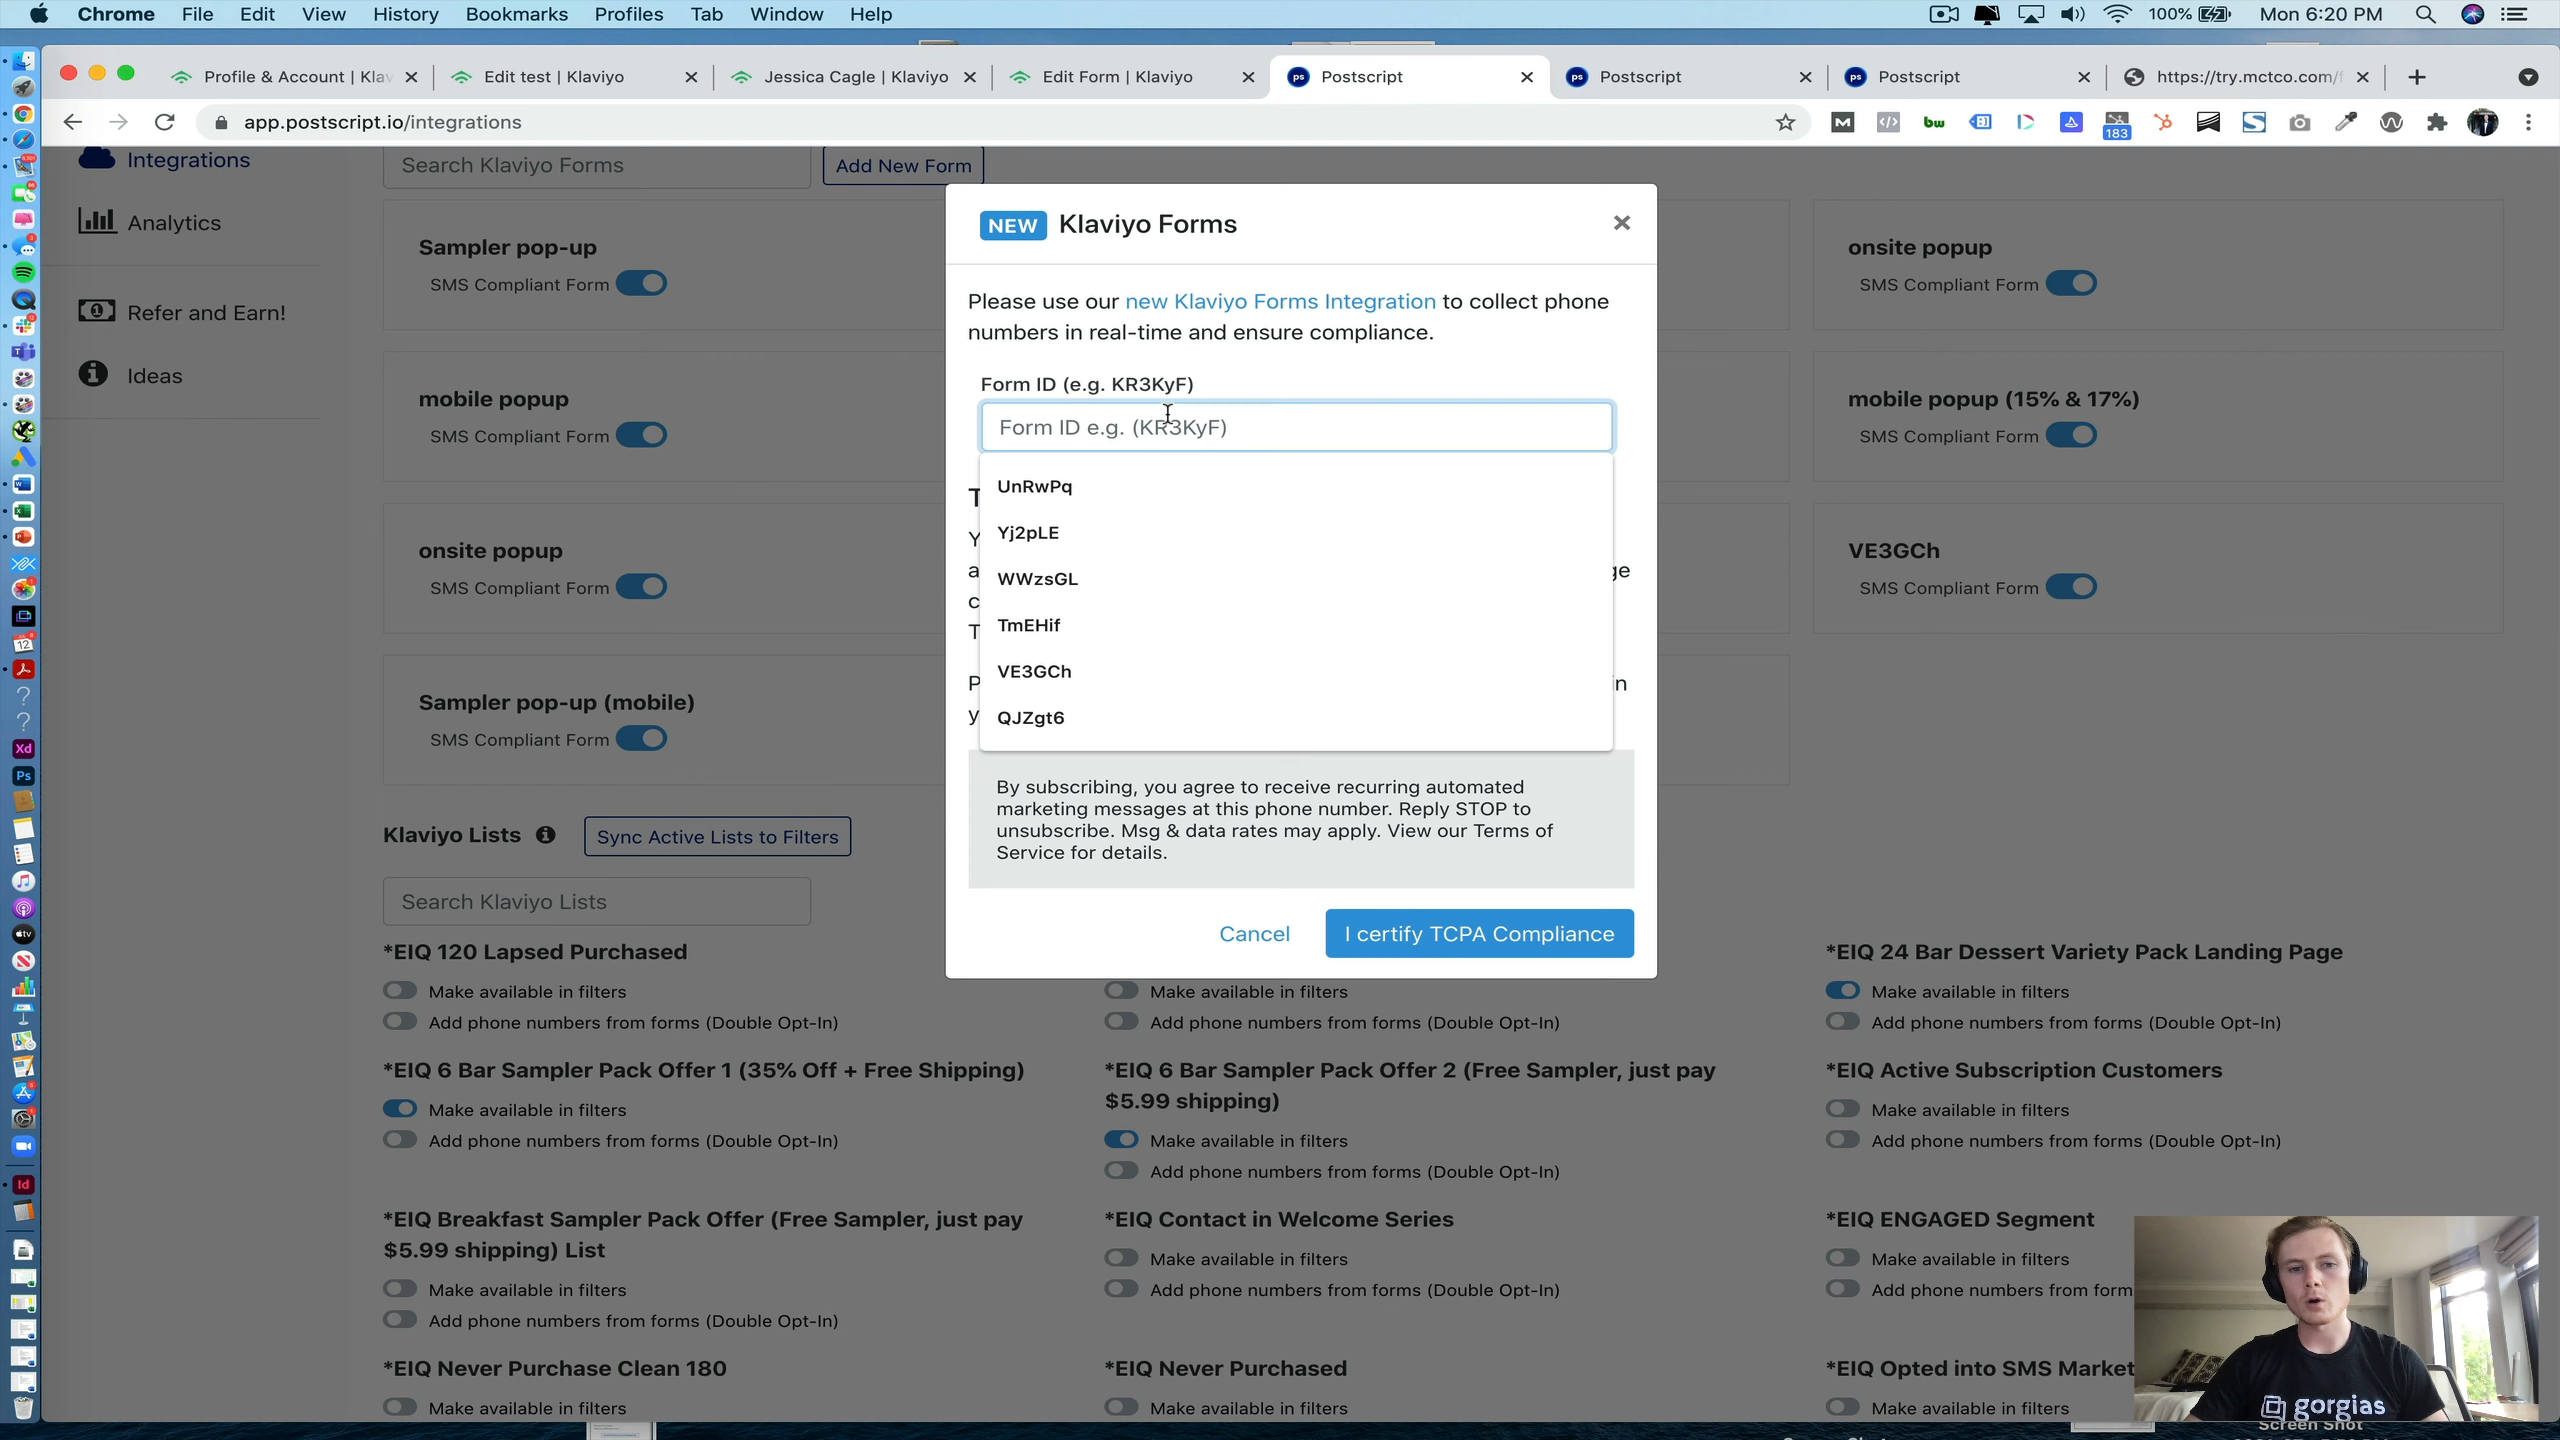 Chrome File Edit View History Bookmarks Profiles Tab Window Help 100% Mon 6:20 PM
Profile & Account | Klav Edit test | Klaviyo Jessica Cagle | Klaviyo Edit Form | Klaviyo Postscript Postscript Postscript https://try.mctco.com/f
app.postscript.io/integrations
183
Integrations
Analytics
Refer and Earn!
Ideas
Search Klaviyo Forms Add New Form
Sampler pop-up
SMS Compliant Form
onsite popup
SMS Compliant Form
mobile popup
SMS Compliant Form
mobile popup (15% & 17%)
SMS Compliant Form
onsite popup
SMS Compliant Form
VE3GCh
SMS Compliant Form
Sampler pop-up (mobile)
SMS Compliant Form
NEW Klaviyo Forms
Please use our new Klaviyo Forms Integration to collect phone
numbers in real-time and ensure compliance.
Form ID (e.g. KR3KyF)
Form ID e.g. (KR3KyF)
UnRwPq
Yj2pLE
WWzsGL
TmEHif
VE3GCh
QJZgt6
By subscribing, you agree to receive recurring automated
marketing messages at this phone number. Reply STOP to
unsubscribe. Msg & data rates may apply. View our Terms of
Service for details.
Cancel I certify TCPA Compliance
Klaviyo Lists Sync Active Lists to Filters
Search Klaviyo Lists
*EIQ 120 Lapsed Purchased
Make available in filters
Add phone numbers from forms (Double Opt-In)
Make available in filters
Add phone numbers from forms (Double Opt-In)
*EIQ 24 Bar Dessert Variety Pack Landing Page
Make available in filters
Add phone numbers from forms (Double Opt-In)
*EIQ 6 Bar Sampler Pack Offer 1 (35% Off + Free Shipping)
Make available in filters
Add phone numbers from forms (Double Opt-In)
*EIQ 6 Bar Sampler Pack Offer 2 (Free Sampler, just pay
$5.99 shipping)
Make available in filters
Add phone numbers from forms (Double Opt-In)
*EIQ Active Subscription Customers
Make available in filters
Add phone numbers from forms (Double Opt-In)
*EIQ Breakfast Sampler Pack Offer (Free Sampler, just pay
$5.99 shipping) List
Make available in filters
Add phone numbers from forms (Double Opt-In)
*EIQ Contact in Welcome Series
Make available in filters
Add phone numbers from forms (Double Opt-In)
*EIQ ENGAGED Segment
Make available in filters
Add phone numbers from form
*EIQ Never Purchase Clean 180
Make available in filters
*EIQ Never Purchased
Make available in filters
*EIQ Opted into SMS Market
Make available in filters
gorgias
Screen Shot